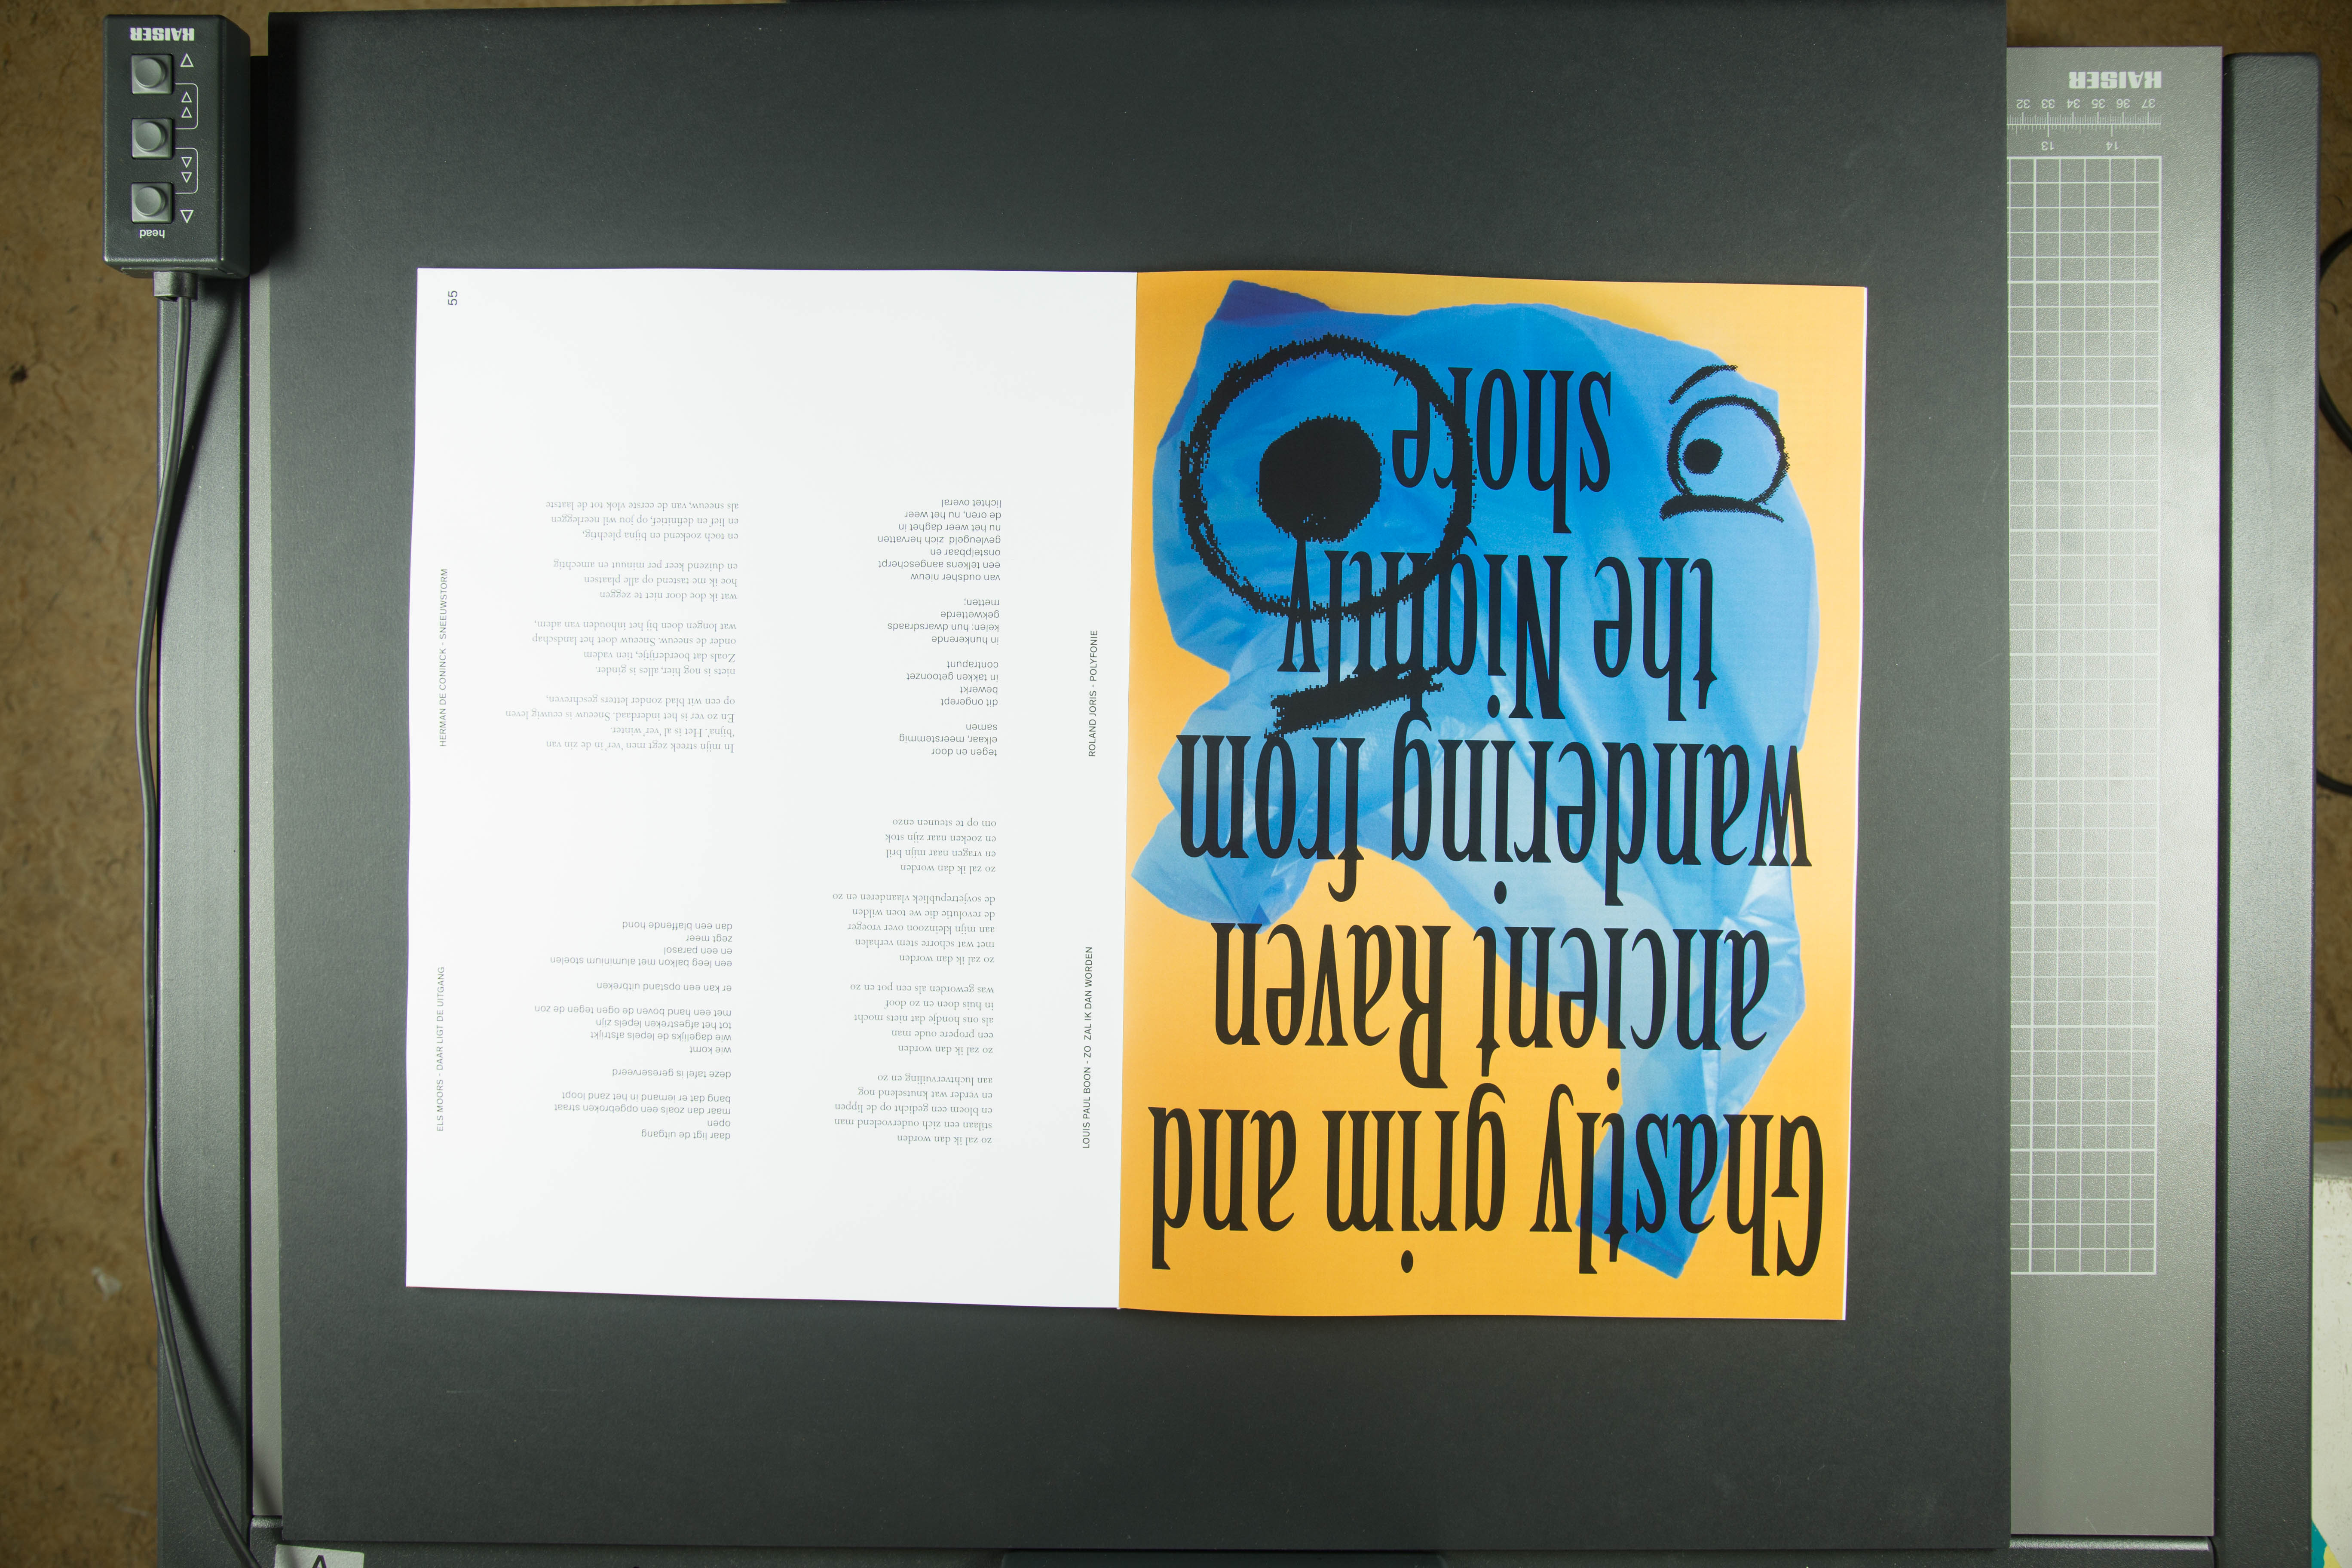 Ghastly grim and
ancient Raven
wandering from
the Nightly
shore
LOUIS PAUL BOON - ZO ZAL IK DAN WORDEN
zo zal ik dan worden
stilaan een zich oudervoelend man
en bloem een gedicht op de lippen
en verder wat knutselend nog
aan luchtvervuiling en zo
zo zal ik dan worden
een propere oude man
als ons hondje dat niets mocht
in huis doen en zo doof
was geworden als een pot en zo
zo zal ik dan worden
met wat schorre stem verhalen
aan mijn kleinzoon over vroeger
de revolutie die we toen wilden
de sovjetrepubliek vlaanderen en zo
zo zal ik dan worden
en vragen naar mijn bril
en zoeken naar zijn stok
om op te steunen enzo
ROLAND JORIS - POLYFONIE
tegen en door
elkaar, meerstemmig
samen
dit ongerept
bewerkt
in takken getoonzet
contrapunt
in hunkerende
kelen: hun dwarsdraads
gekwetterde
metten;
van oudsher nieuw
een telkens aangescherpt
onstelpbaar en
gevleugeld zich hervatten
nu het weer daghet in
de oren, nu het weer
lichtet overal
ELS MOORS - DAAR LIGT DE UITGANG
daar ligt de uitgang
open
maar dan zoals een opgebroken straat
bang dat er iemand in het zand loopt
deze tafel is gereserveerd
wie komt
wie dagelijks de lepels afstrijkt
tot het afgestreken lepels zijn
met een hand boven de ogen tegen de zon
er kan een opstand uitbreken
een leeg balkon met aluminium stoelen
en een parasol
zegt meer
dan een blaffende hond
HERMAN DE CONINCK - SNEEUWSTORM
In mijn streek zegt men 'ver' in de zin van
'bijna'. Het is al 'ver' winter.
En zo ver is het inderdaad. Sneeuw is eeuwig leven
op een wit blad zonder letters geschreven,
niets is nog hier, alles is ginder.
Zoals dat boerderijtje, tien vadem
onder de sneeuw. Sneeuw doet het landschap
wat longen doen bij het inhouden van adem,
wat ik doe door niet te zeggen
hoe ik me tastend op alle plaatsen
en duizend keer per minuut en amechtig
en toch zoekend en bijna plechtig,
en lief en definitief, op jou wil neerleggen
als sneeuw, van de eerste vlok tot de laatste
55
KAISER
head
KAISER
32 33 34 35 36 37
13 14
A